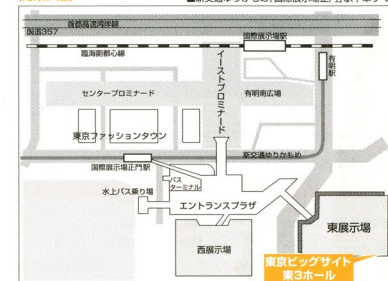 ■新交通ゆりかもめ「国際展示場正門」駅下車すぐ
首都高速湾岸線
国道357
国際展示場駅
臨海副都心線
有明駅
イーストプロムナード
センタープロムナード
有明南広場
東京ファッションタウン
新交通ゆりかもめ
国際展示場正門駅
バス
ターミナル
水上バス乗り場
エントランスプラザ
東展示場
西展示場
東京ビッグサイト
東3ホール